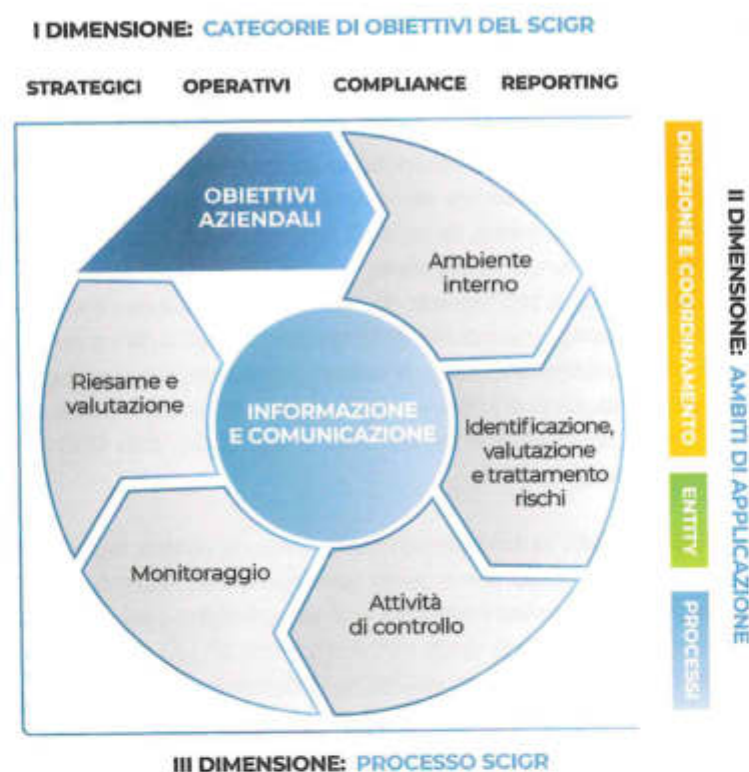 I DIMENSIONE: CATEGORIE DI OBIETTIVI DEL SCIGR
STRATEGICI OPERATIVI COMPLIANCE REPORTING
OBIETTIVI
AZIENDALI
Ambiente
interno
Identificazione,
valutazione
e trattamento
rischi
Attività
di controllo
Monitoraggio
Riesame e
valutazione
INFORMAZIONE
E COMUNICAZIONE
DIREZIONE E COORDINAMENTO
ENTITY
PROCESSI
II DIMENSIONE: AMBITI DI APPLICAZIONE
III DIMENSIONE: PROCESSO SCIGR